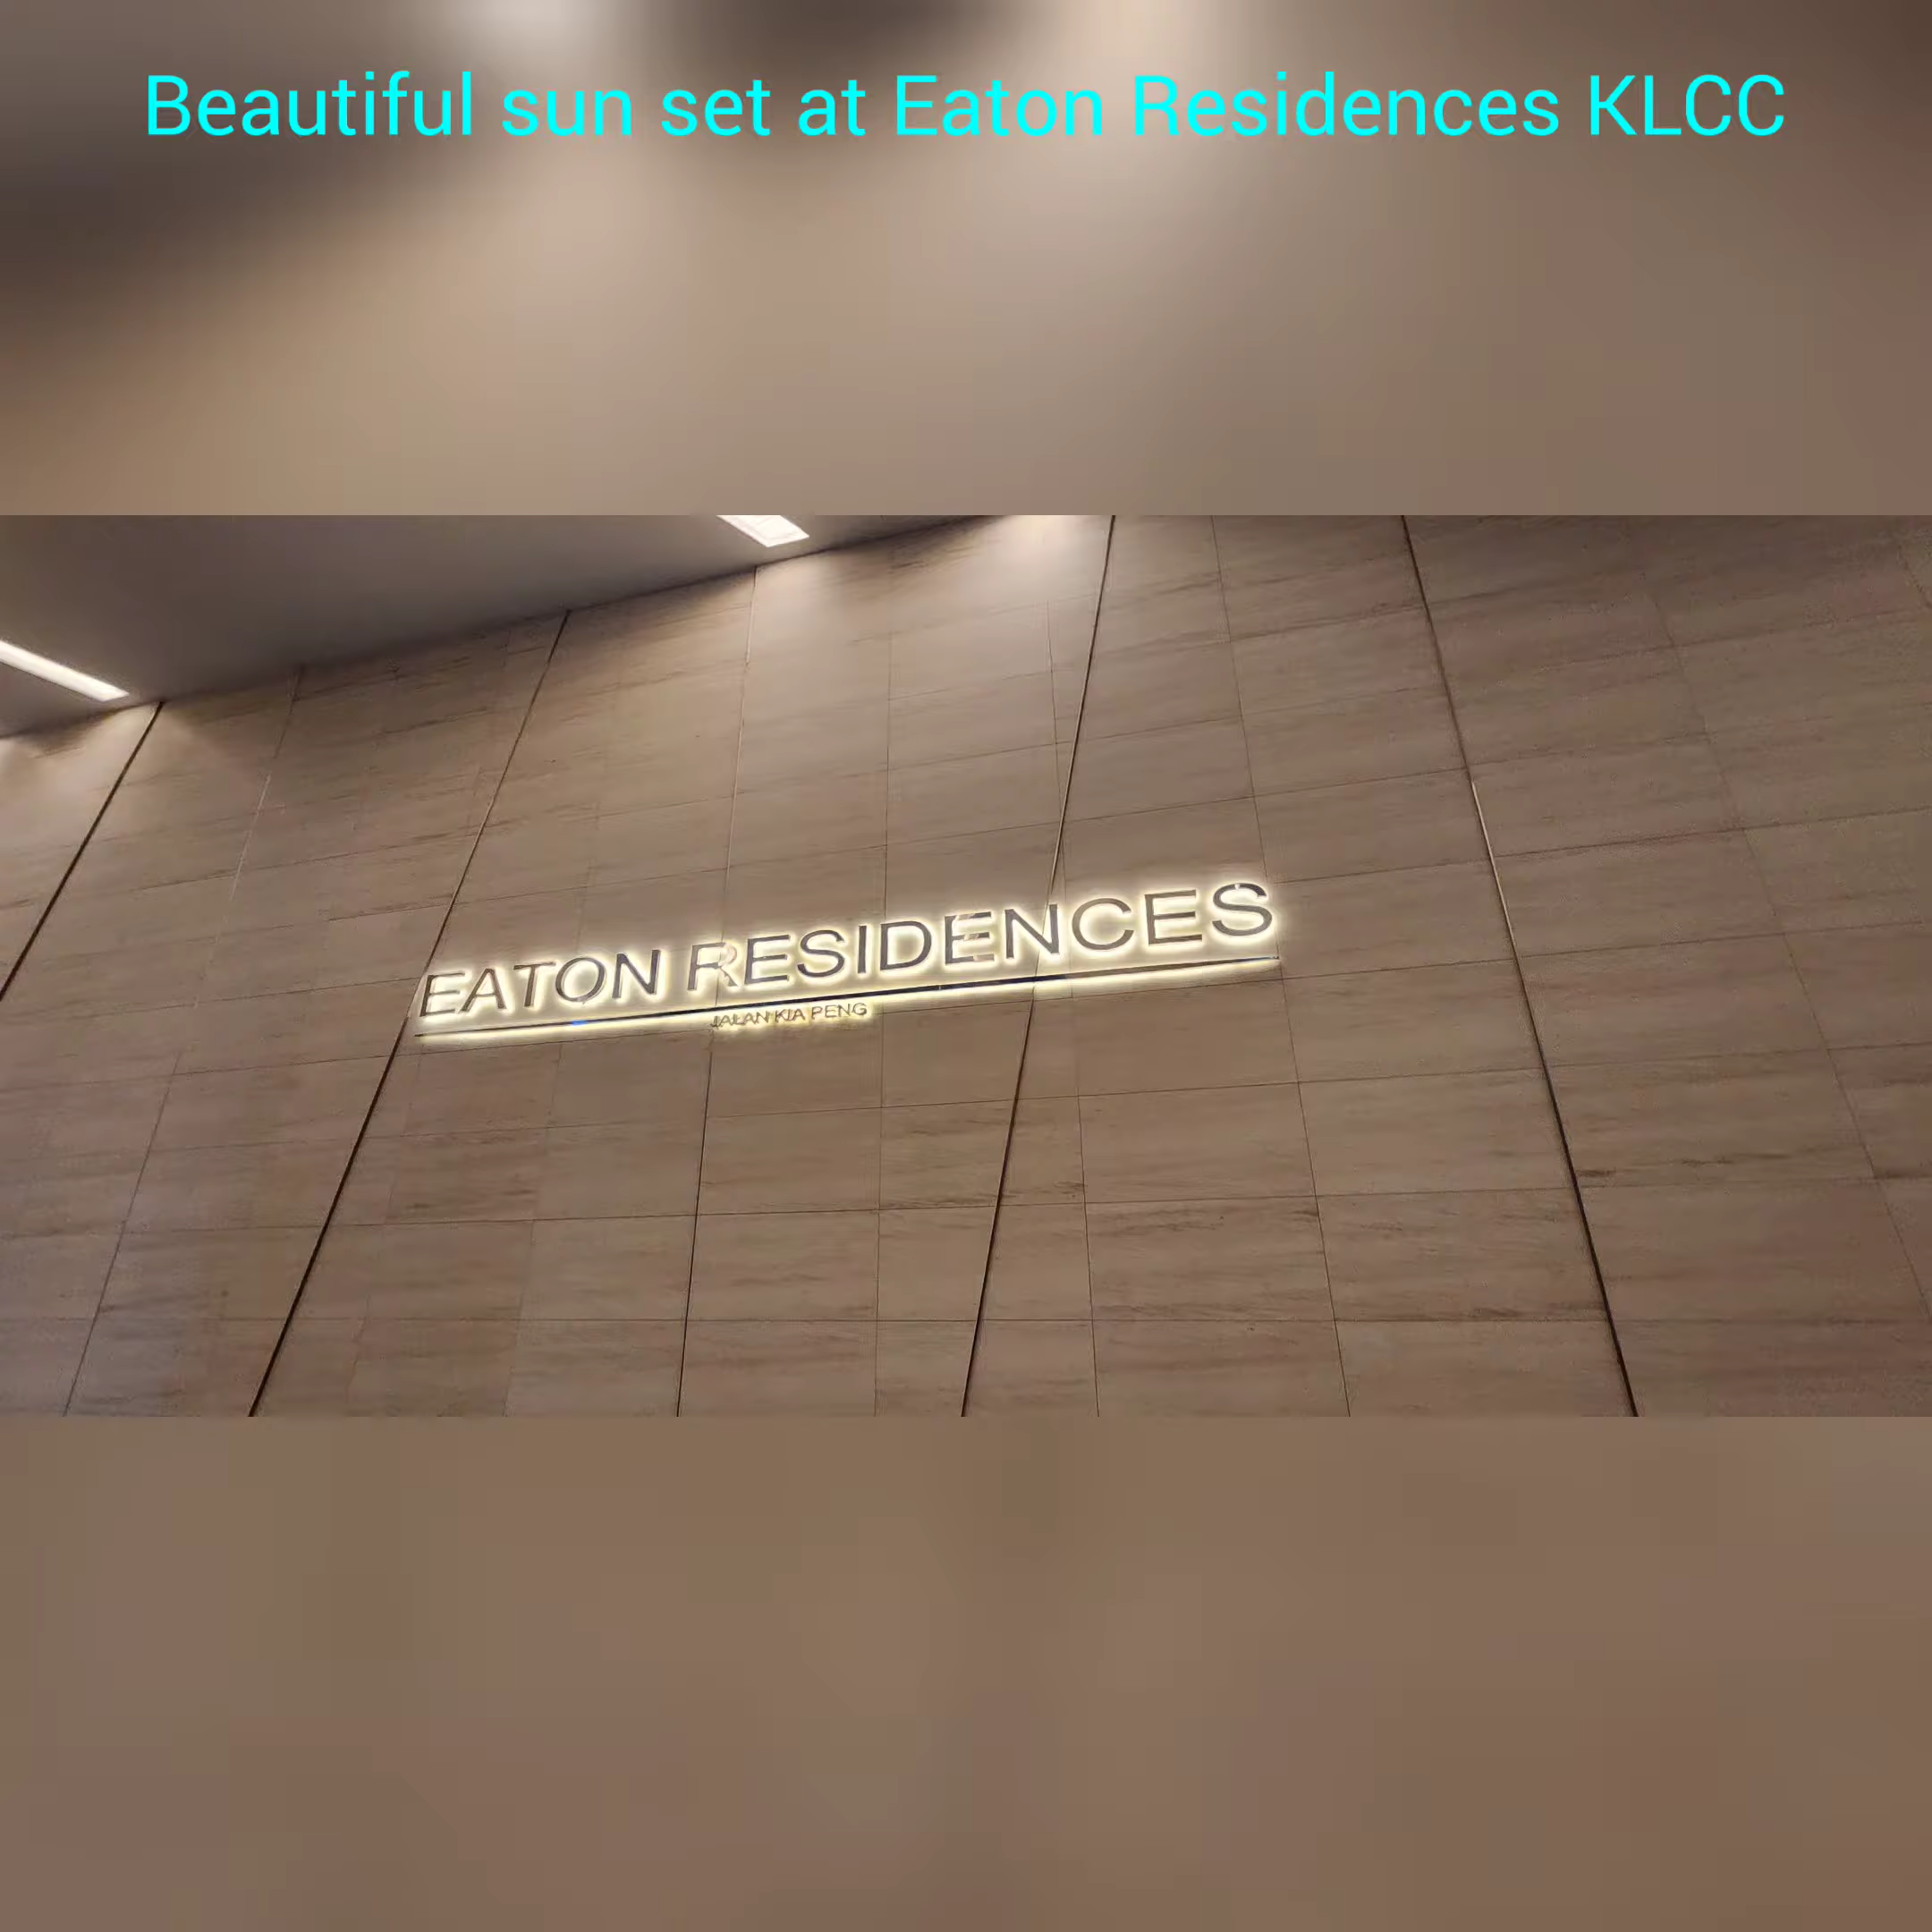 Beautiful sun set at Eaton Residences KLCC
EATON RESIDENCES
JALAN KIA PENG